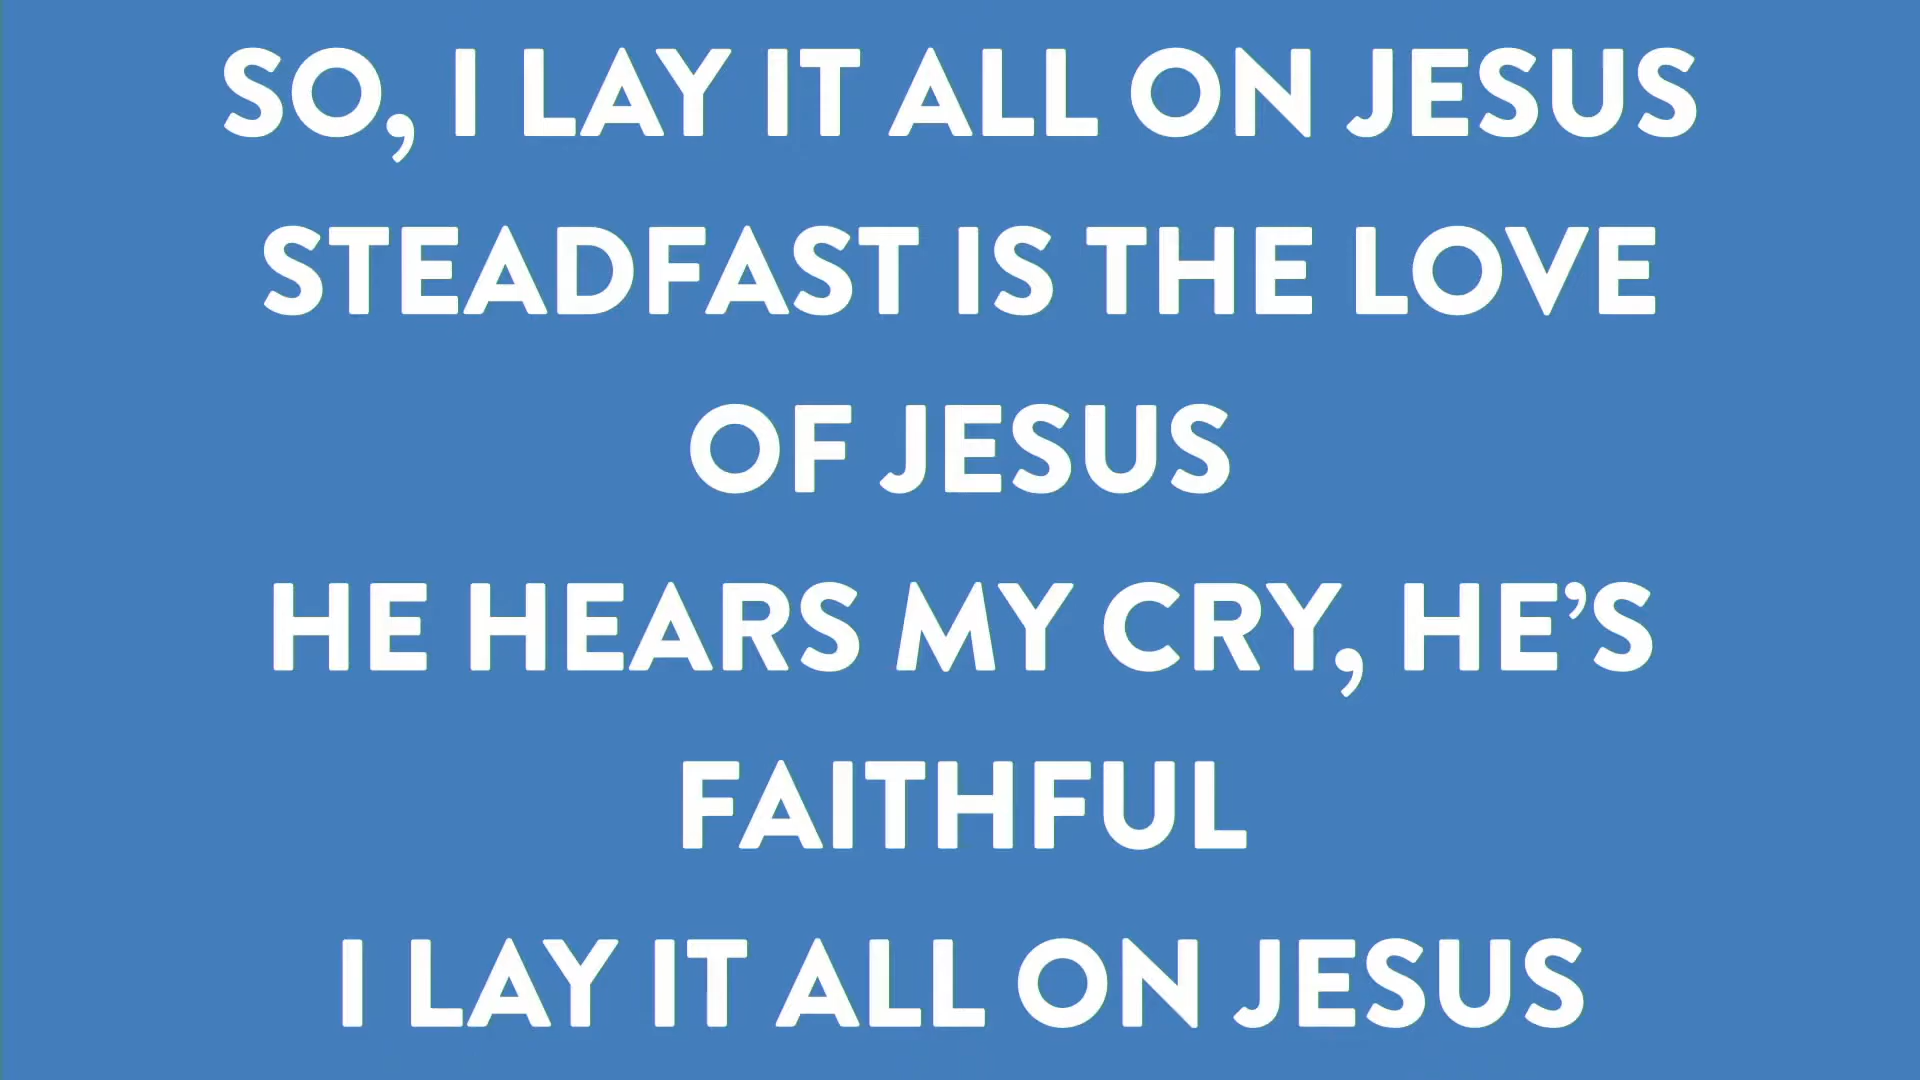 SO, I LAY IT ALL ON JESUS
STEADFAST IS THE LOVE
OF JESUS
HE HEARS MY CRY, HE’S
FAITHFUL
I LAY IT ALL ON JESUS